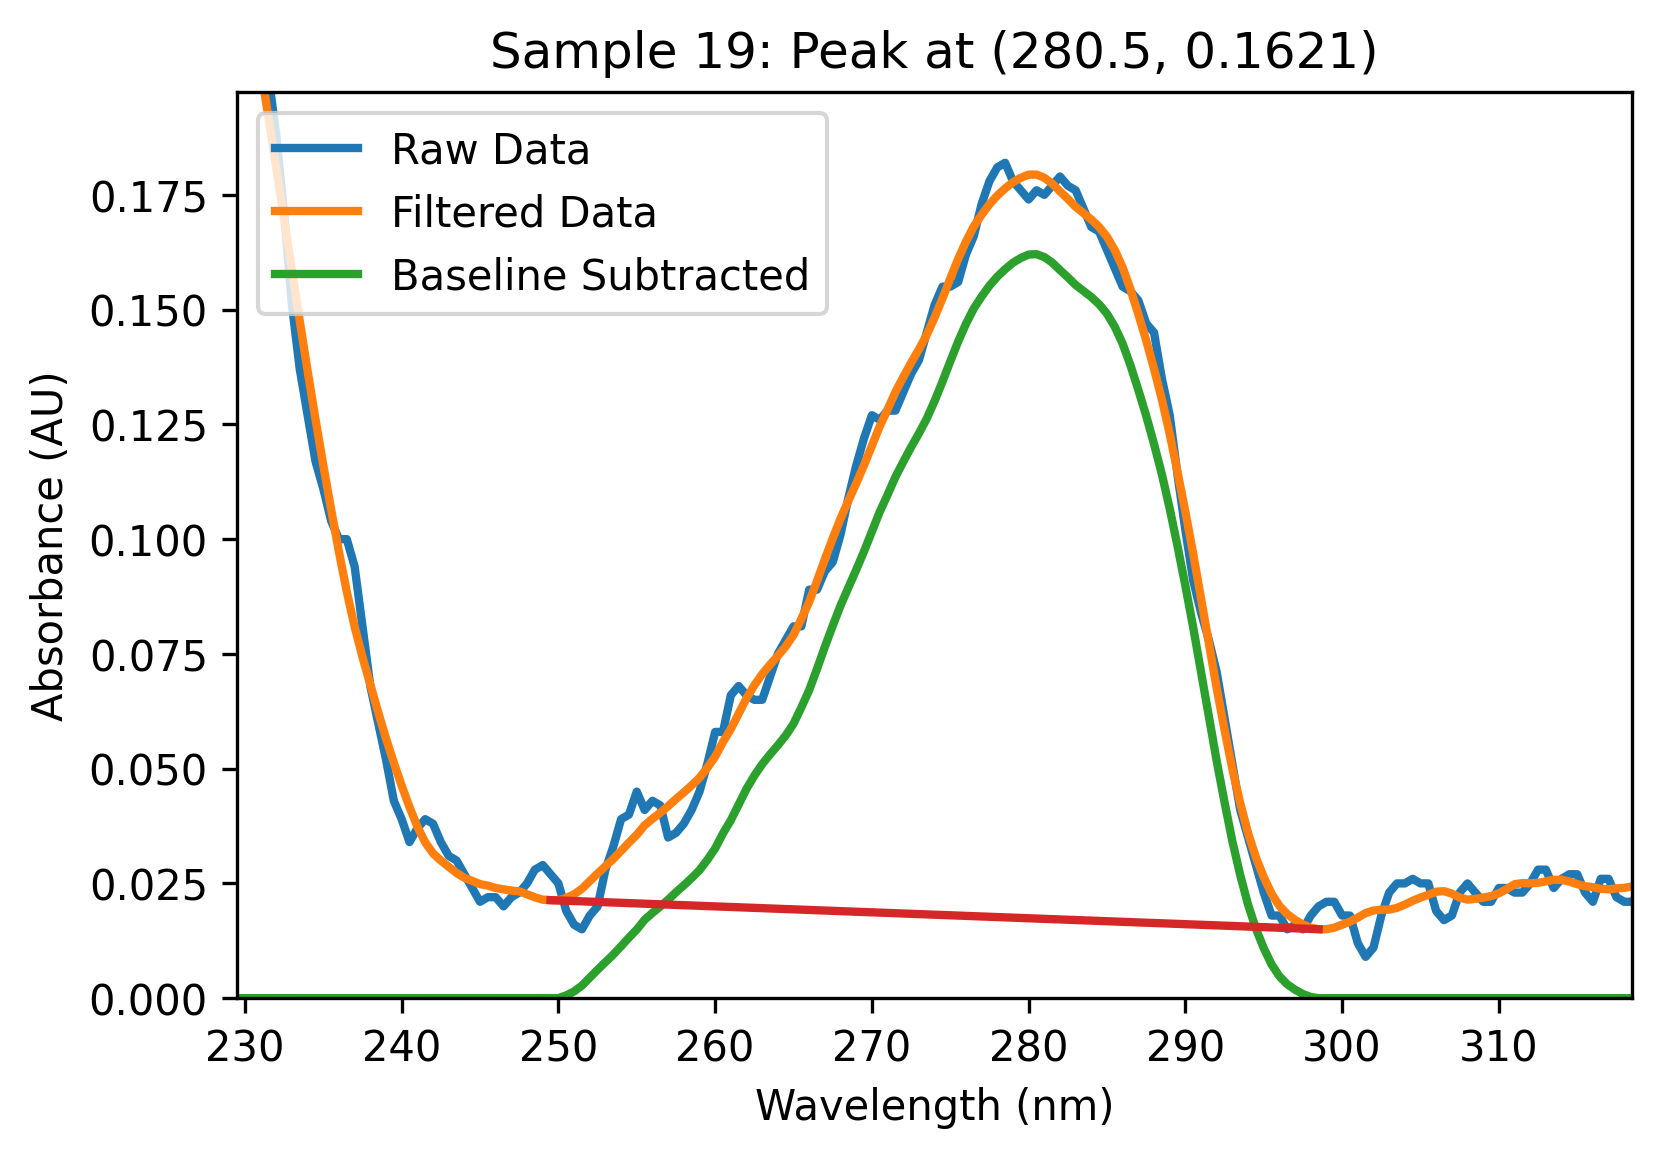 Sample 19: Peak at (280.5, 0.1621)
Raw Data
Filtered Data
Baseline Subtracted
Absorbance (AU)
0.175
0.150
0.125
0.100
0.075
0.050
0.025
0.000
230 240 250 260 270 280 290 300 310
Wavelength (nm)